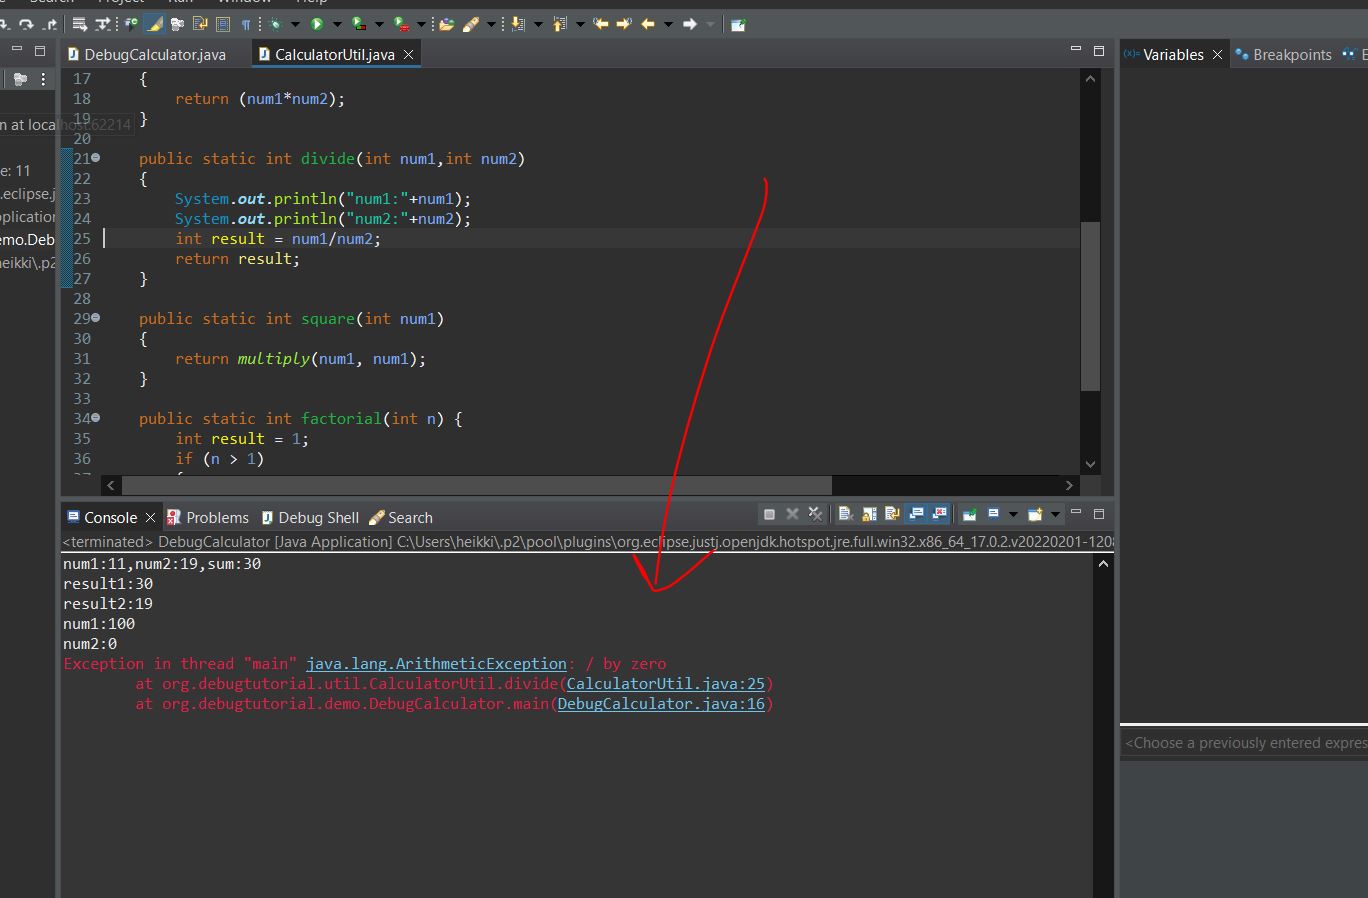 Search Project Run Window Help
DebugCalculator.java
CalculatorUtil.java
Variables
Breakpoints
n at localhost:62214
e: 11
.eclipse.j
pplication
emo.Deb
eikki\.p2
17 {
18 return (num1*num2);
19 }
20
21 public static int divide(int num1,int num2)
22 {
23 System.out.println("num1:"+num1);
24 System.out.println("num2:"+num2);
25 int result = num1/num2;
26 return result;
27 }
28
29 public static int square(int num1)
30 {
31 return multiply(num1, num1);
32 }
33
34 public static int factorial(int n) {
35 int result = 1;
36 if (n > 1)
Console
Problems
Debug Shell
Search
<terminated> DebugCalculator [Java Application] C:\Users\heikki\.p2\pool\plugins\org.eclipse.justj.openjdk.hotspot.jre.full.win32.x86_64_17.0.2.v20220201-1208
num1:11,num2:19,sum:30
result1:30
result2:19
num1:100
num2:0
Exception in thread "main" java.lang.ArithmeticException: / by zero
at org.debugtutorial.util.CalculatorUtil.divide(CalculatorUtil.java:25)
at org.debugtutorial.demo.DebugCalculator.main(DebugCalculator.java:16)
<Choose a previously entered expres